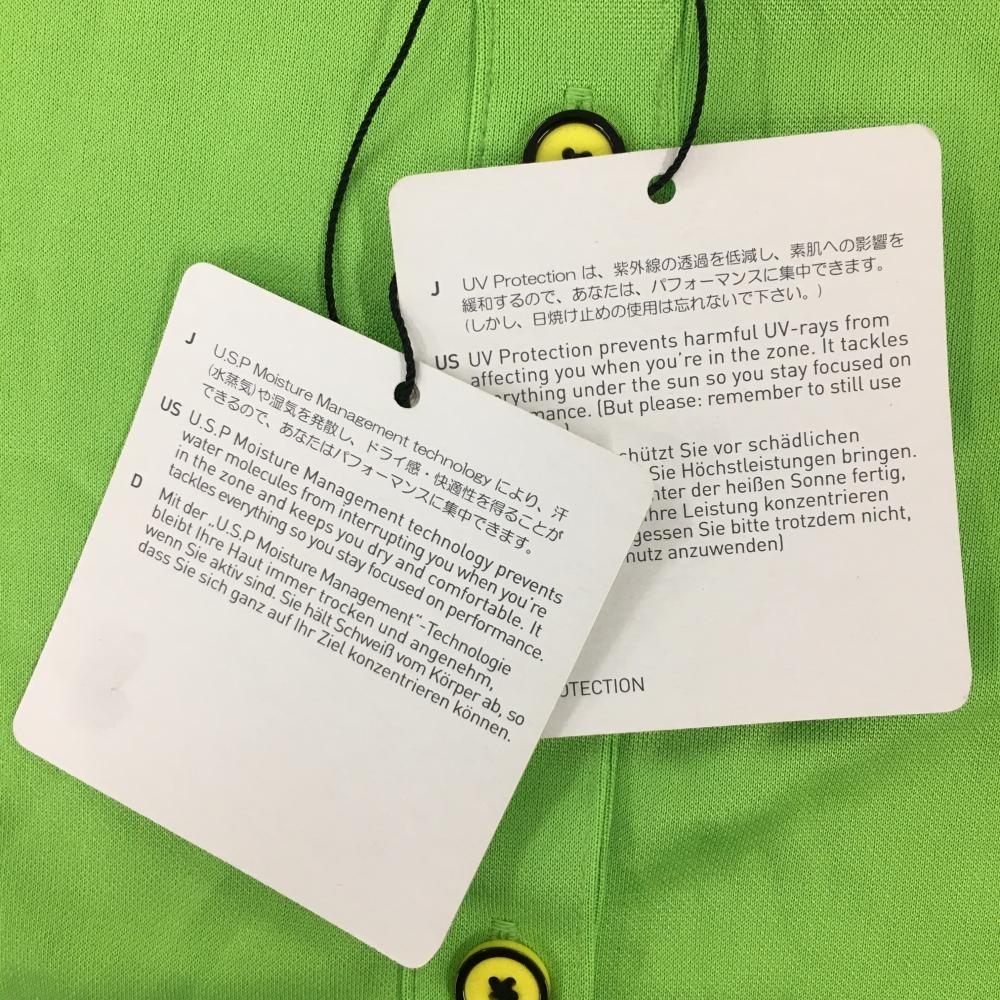 J UV Protection は、紫外線の透過を低減し、素肌への影響を
緩和するので、あなたは、パフォーマンスに集中できます。
(しかし、日焼け止めの使用は忘れないで下さい。)
US UV Protection prevents harmful UV-rays from
affecting you when you're in the zone. It tackles
under the sun so you stay focused on
(But please: remember to still use
Sie vor schädlichen
Sie Höchstleistungen bringen.
der heißen Sonne fertig,
Leistung konzentrieren
Sie bitte trotzdem nicht,
anzuwenden)
J U.S.P Moisture Management technology により、汗
(水蒸気)や湿気を発散し、ドライ感・快適性を得ることが
できるので、あなたはパフォーマンスに集中できます。
US U.S.P Moisture Management technology prevents
water molecules from interrupting you when you're
in the zone and keeps you dry and comfortable. It
tackles everything so you stay focused on performance.
D Mit der „U.S.P Moisture Management“-Technologie
bleibt Ihre Haut immer trocken und angenehm,
wenn Sie aktiv sind. Sie hält Schweiß vom Körper ab, so
dass Sie sich ganz auf Ihr Ziel konzentrieren können.